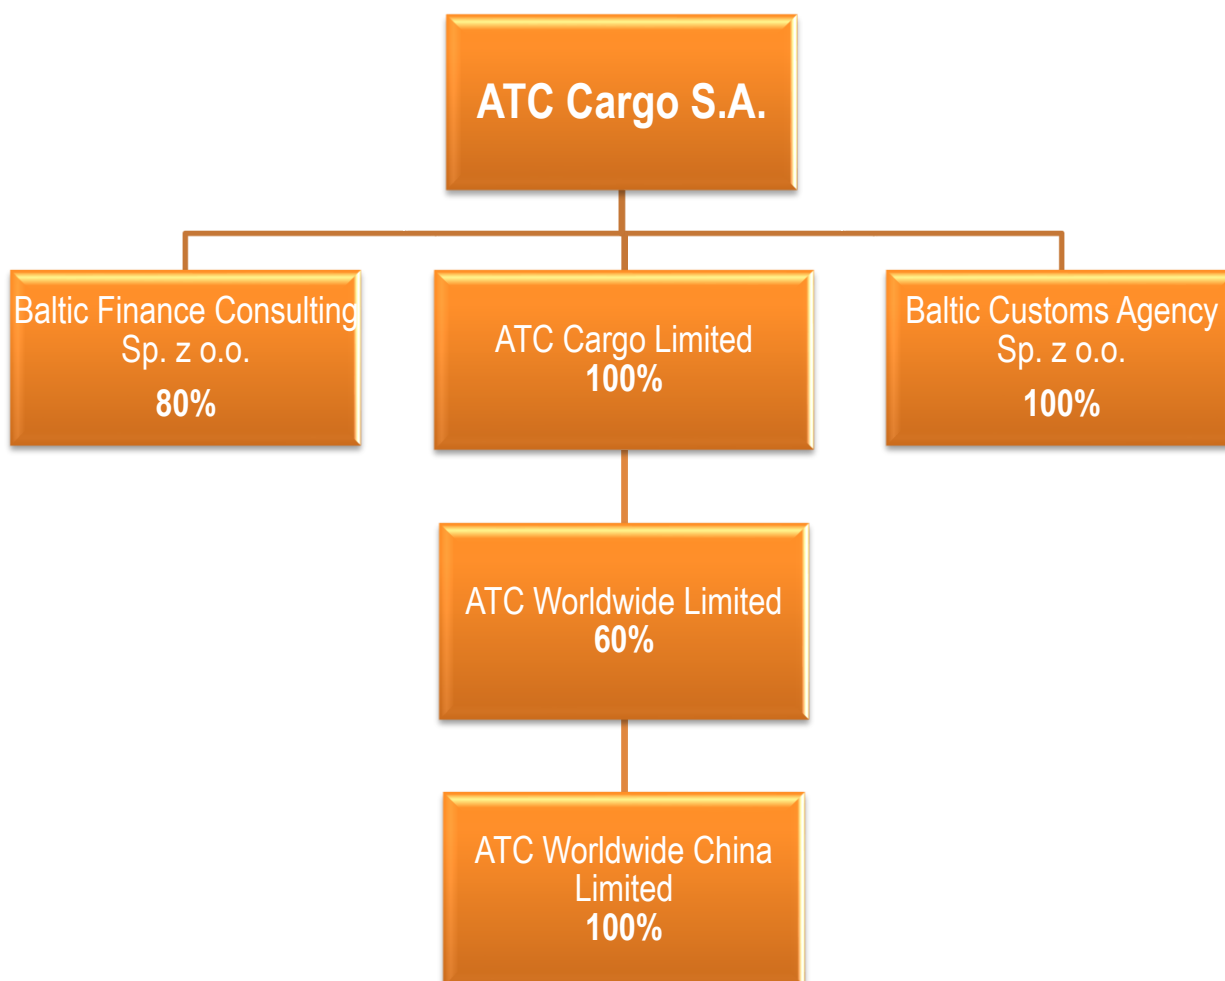 ATC Cargo S.A.
Baltic Finance Consulting
Sp. z o.o.
80%
ATC Cargo Limited
100%
Baltic Customs Agency
Sp. z o.o.
100%
ATC Worldwide Limited
60%
ATC Worldwide China
Limited
100%